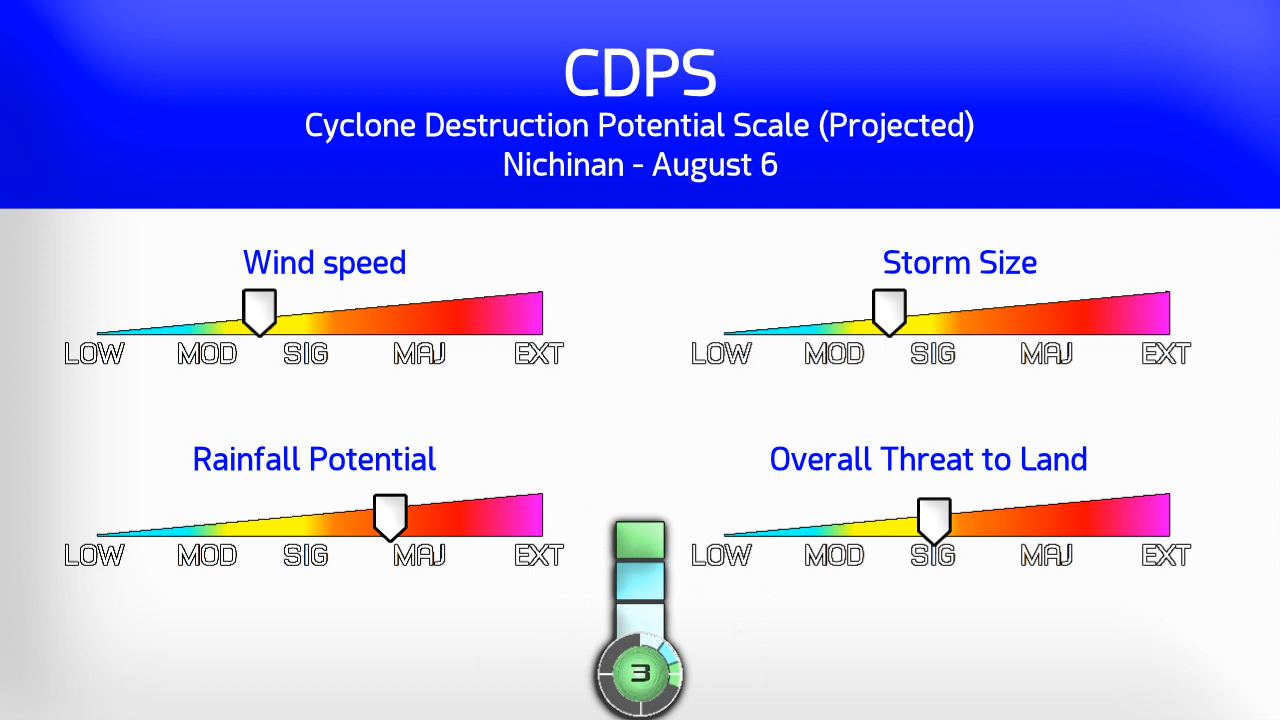 CDPS
Cyclone Destruction Potential Scale (Projected)
Nichinan - August 6
Wind speed
LOW MOD SIG MAJ EXT
Storm Size
LOW MOD SIG MAJ EXT
Rainfall Potential
LOW MOD SIG MAJ EXT
Overall Threat to Land
LOW MOD SIG MAJ EXT
3